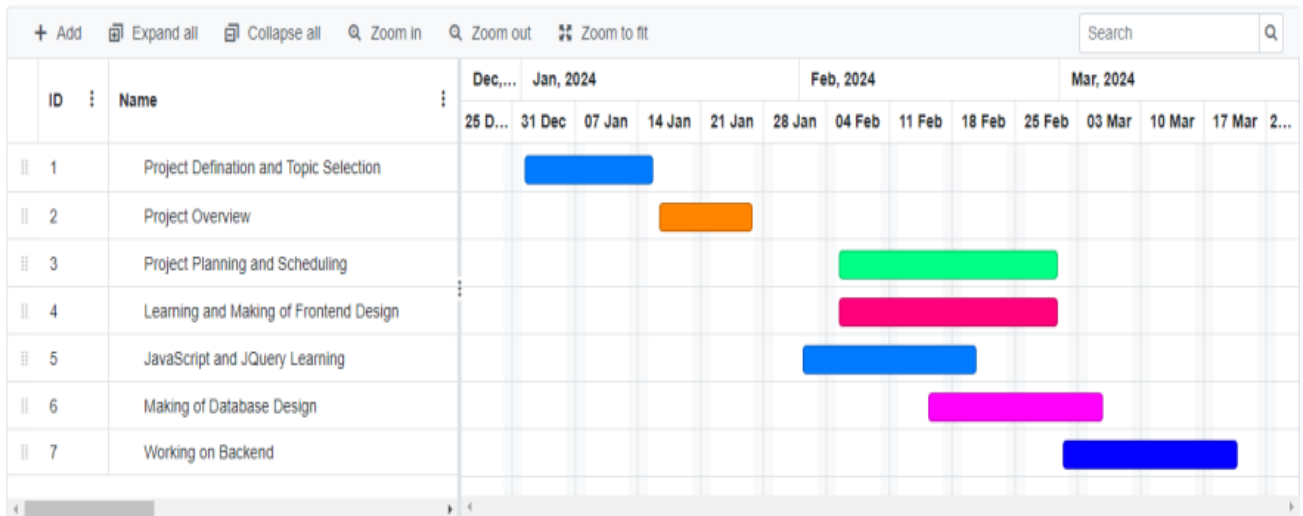 + Add Expand all Collapse all Zoom in Zoom out Zoom to fit Search
Dec,... Jan, 2024 Feb, 2024 Mar, 2024
ID Name
25 D... 31 Dec 07 Jan 14 Jan 21 Jan 28 Jan 04 Feb 11 Feb 18 Feb 25 Feb 03 Mar 10 Mar 17 Mar 2...
1 Project Defination and Topic Selection
2 Project Overview
3 Project Planning and Scheduling
4 Learning and Making of Frontend Design
5 JavaScript and JQuery Learning
6 Making of Database Design
7 Working on Backend